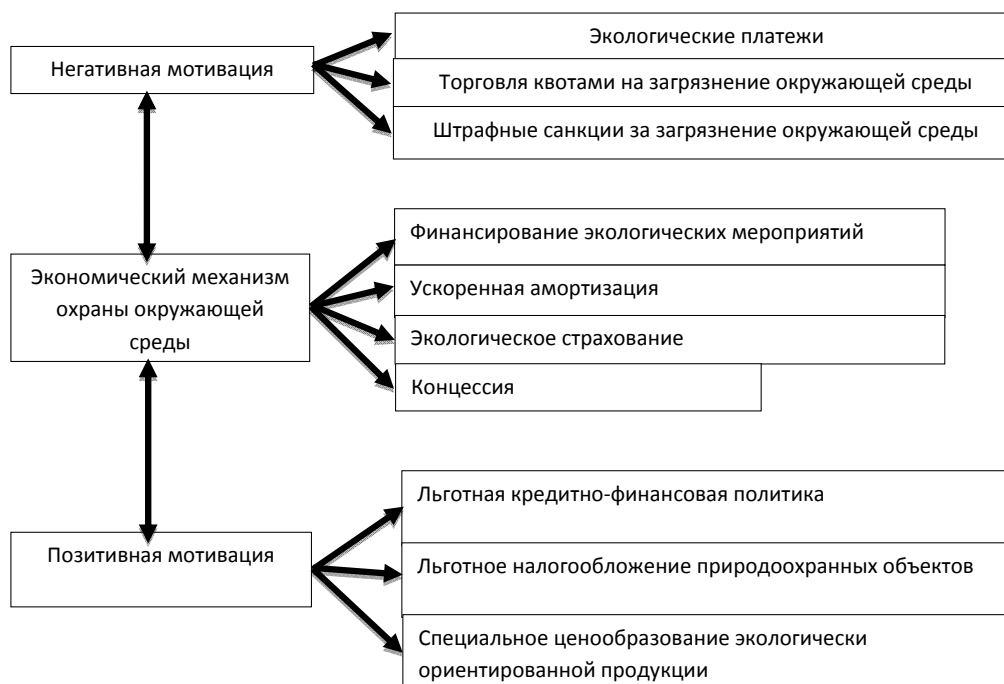 Экологические платежи
Негативная мотивация
Торговля квотами на загрязнение окружающей среды
Штрафные санкции за загрязнение окружающей среды
Финансирование экологических мероприятий
Экономический механизм
охраны окружающей
среды
Ускоренная амортизация
Экологическое страхование
Концессия
Льготная кредитно-финансовая политика
Позитивная мотивация
Льготное налогообложение природоохранных объектов
Специальное ценообразование экологически
ориентированной продукции